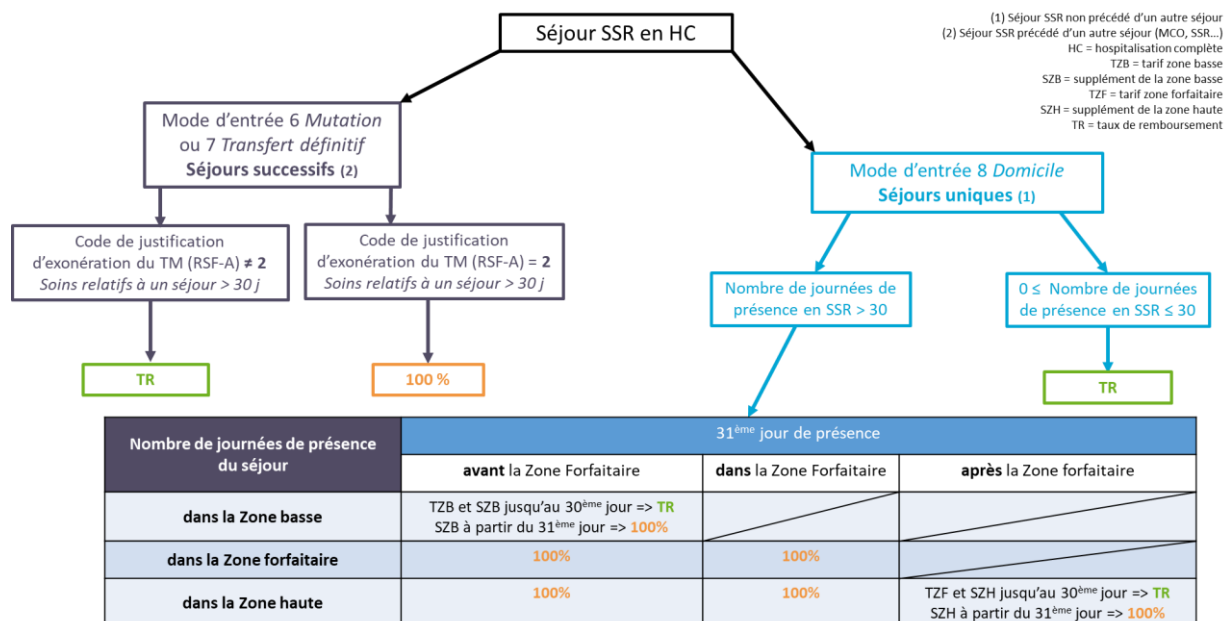 Séjour SSR en HC
(1) Séjour SSR non précédé d'un autre séjour
(2) Séjour SSR précédé d'un autre séjour (MCO, SSR...)
HC = hospitalisation complète
TZB = tarif zone basse
SZB = supplément de la zone basse
TZF = tarif zone forfaitaire
SZH = supplément de la zone haute
TR = taux de remboursement
Mode d'entrée 6 Mutation
ou 7 Transfert définitif
Séjours successifs (2)
Mode d'entrée 8 Domicile
Séjours uniques (1)
Code de justification
d'exonération du TM (RSF-A) ≠ 2
Soins relatifs à un séjour > 30 j
Code de justification
d'exonération du TM (RSF-A) = 2
Soins relatifs à un séjour > 30 j
Nombre de journées de
présence en SSR > 30
0 ≤ Nombre de journées
de présence en SSR ≤ 30
TR
100 %
TR
Nombre de journées de présence
du séjour
31ème jour de présence
avant la Zone Forfaitaire
dans la Zone Forfaitaire
après la Zone forfaitaire
dans la Zone basse
TZB et SZB jusqu'au 30ème jour => TR
SZB à partir du 31ème jour => 100%
dans la Zone forfaitaire
100%
100%
dans la Zone haute
100%
100%
TZF et SZH jusqu'au 30ème jour => TR
SZH à partir du 31ème jour => 100%